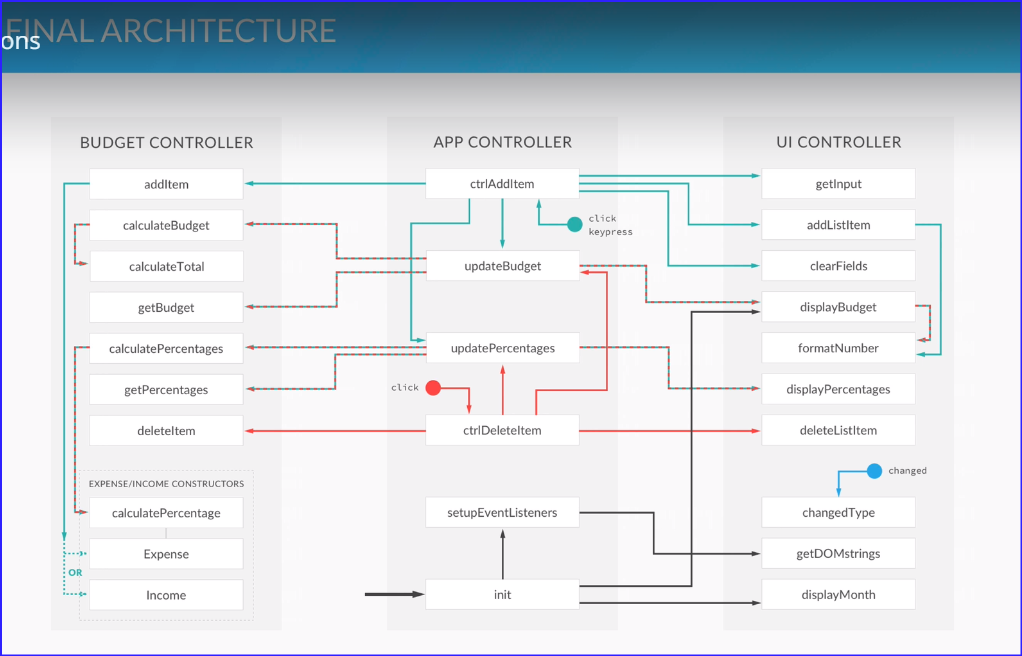 FINAL ARCHITECTURE
ons
BUDGET CONTROLLER
addItem
calculateBudget
calculateTotal
getBudget
calculatePercentages
getPercentages
deleteItem
EXPENSE/INCOME CONSTRUCTORS
calculatePercentage
Expense
OR
Income
APP CONTROLLER
ctrlAddItem
click
keypress
updateBudget
updatePercentages
click
ctrlDeleteItem
setupEventListeners
init
UI CONTROLLER
getInput
addListItem
clearFields
displayBudget
formatNumber
displayPercentages
deleteListItem
changed
changedType
getDOMstrings
displayMonth